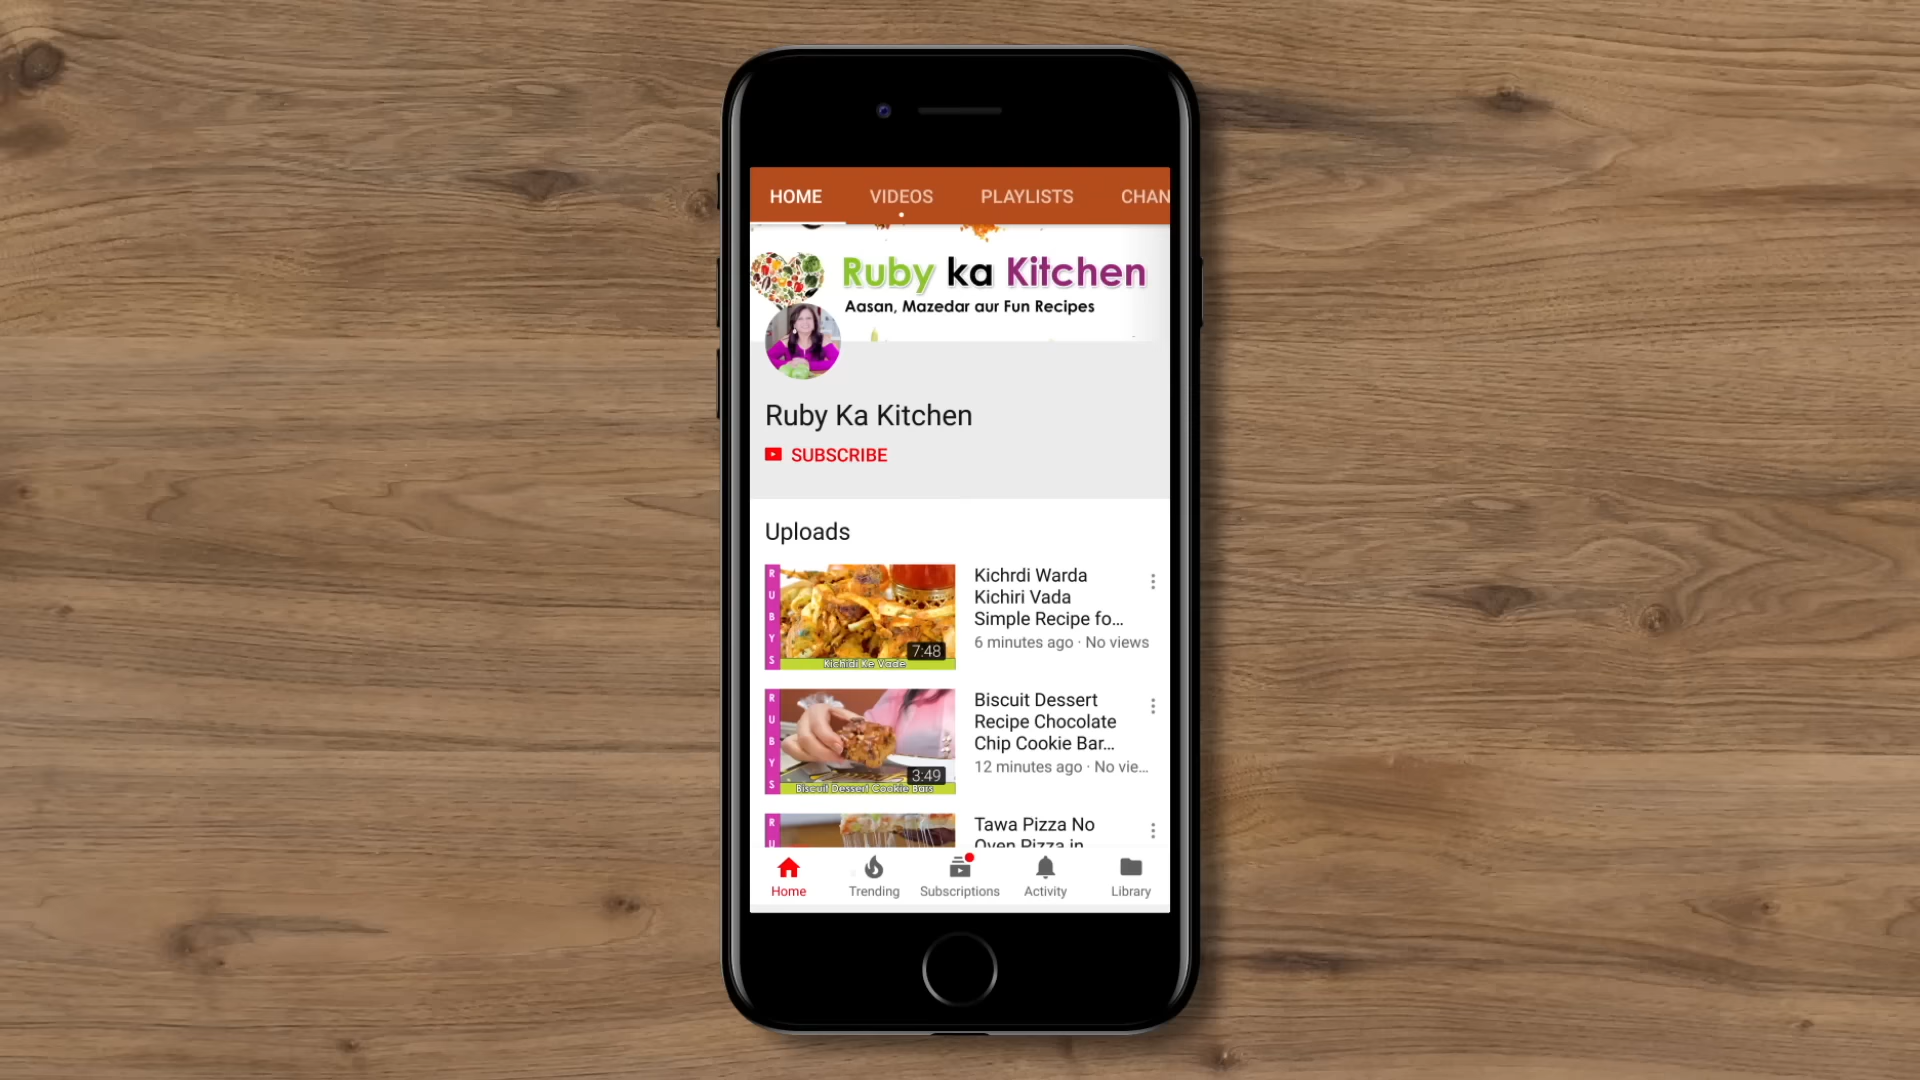 HOME VIDEOS PLAYLISTS CHAN
Ruby ka Kitchen
Aasan, Mazedar aur Fun Recipes
Ruby Ka Kitchen
SUBSCRIBE
Uploads
RUBYS
7:48
Kichidi Ke Vade
Kichrdi Warda
Kichiri Vada
Simple Recipe fo...
6 minutes ago · No views
RUBYS
3:49
Biscuit Dessert Cookie Bars
Biscuit Dessert
Recipe Chocolate
Chip Cookie Bar...
12 minutes ago · No vie...
RU
Tawa Pizza No
Oven Pizza in
Home Trending Subscriptions Activity Library